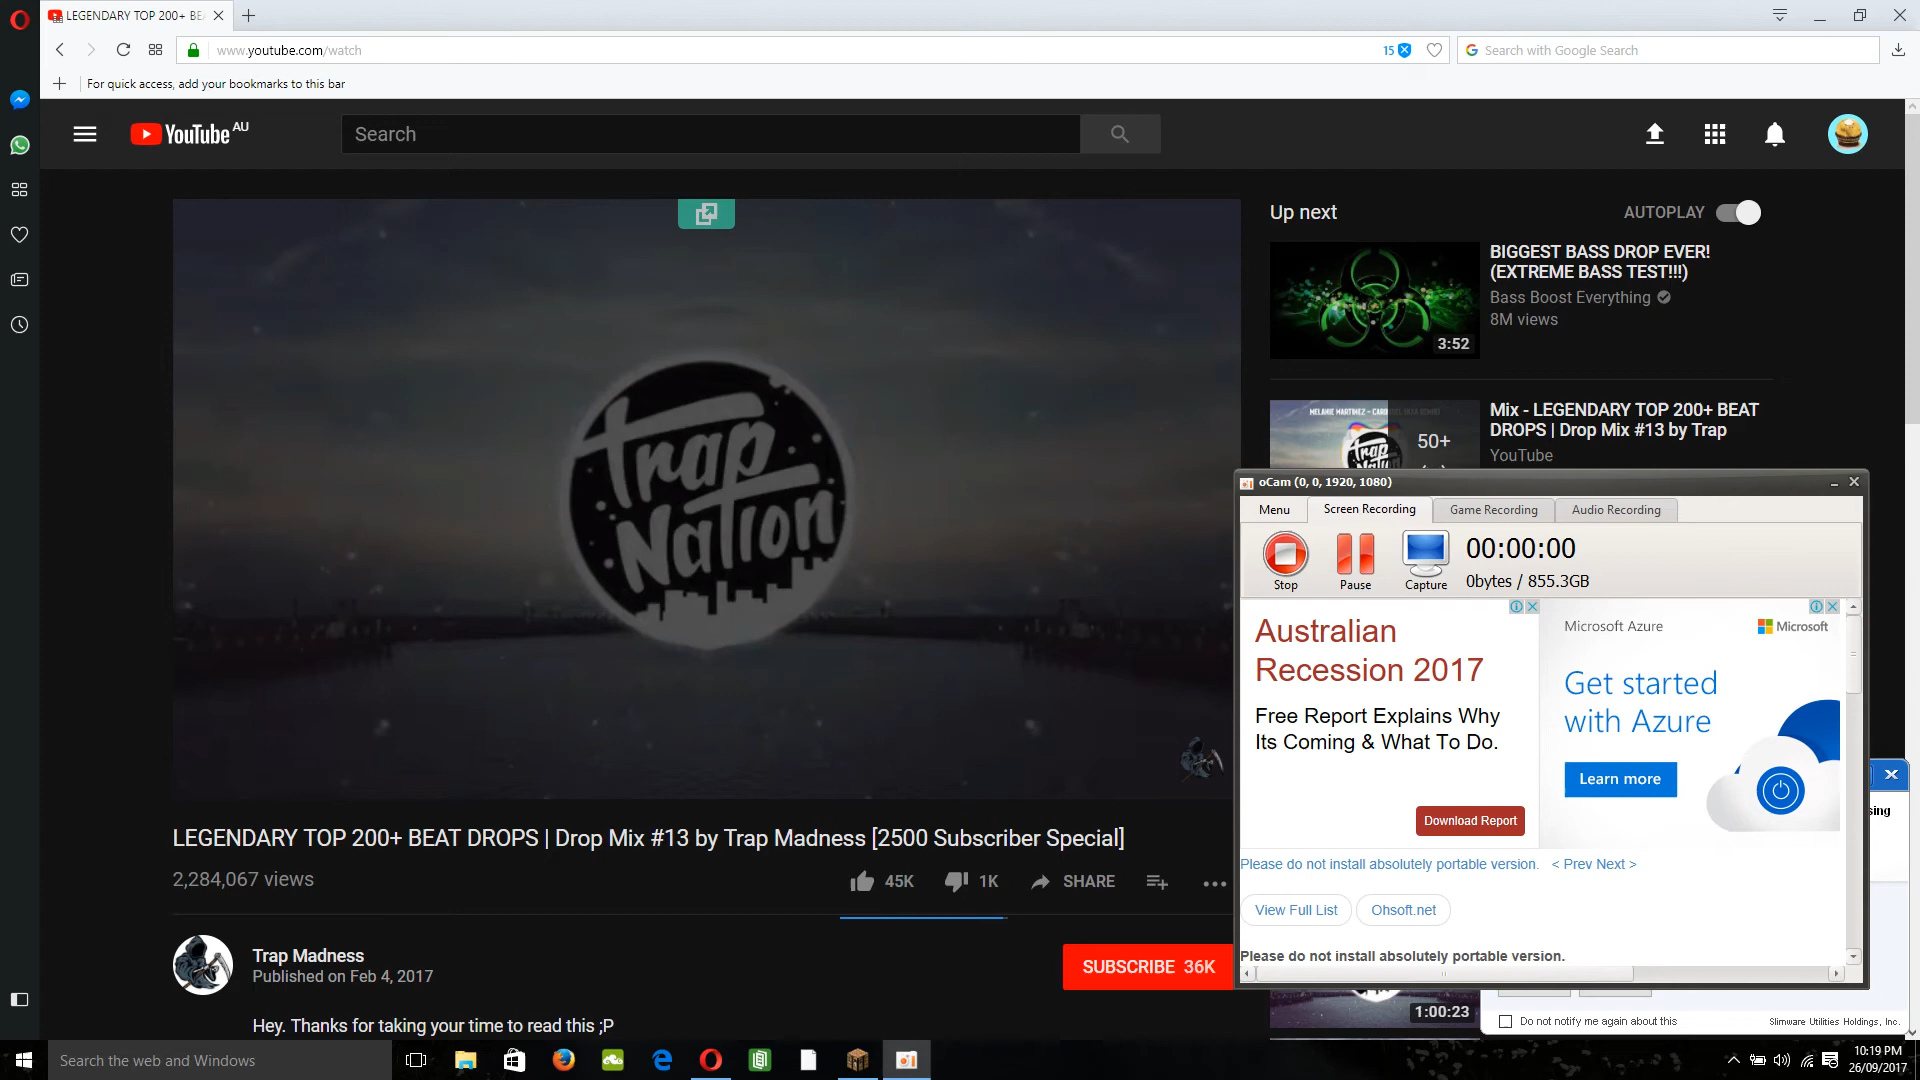 LEGENDARY TOP 200+ BE
www.youtube.com/watch
15
Search with Google Search
For quick access, add your bookmarks to this bar
YouTube AU
Search
Up next
AUTOPLAY
BIGGEST BASS DROP EVER!
(EXTREME BASS TEST!!!)
Bass Boost Everything
8M views
3:52
Trap
Nation
Mix - LEGENDARY TOP 200+ BEAT
DROPS | Drop Mix #13 by Trap
YouTube
50+
oCam (0, 0, 1920, 1080)
Menu
Screen Recording
Game Recording
Audio Recording
Stop
Pause
Capture
00:00:00
0bytes / 855.3GB
Australian
Recession 2017
Free Report Explains Why
Its Coming & What To Do.
Download Report
Microsoft Azure
Microsoft
Get started
with Azure
Learn more
Please do not install absolutely portable version. < Prev Next >
View Full List
Ohsoft.net
Please do not install absolutely portable version.
sing
LEGENDARY TOP 200+ BEAT DROPS | Drop Mix #13 by Trap Madness [2500 Subscriber Special]
2,284,067 views
45K
1K
SHARE
Trap Madness
Published on Feb 4, 2017
SUBSCRIBE 36K
Hey. Thanks for taking your time to read this ;P
1:00:23
Do not notify me again about this
Slimware Utilities Holdings, Inc.
Search the web and Windows
10:19 PM
26/09/2017